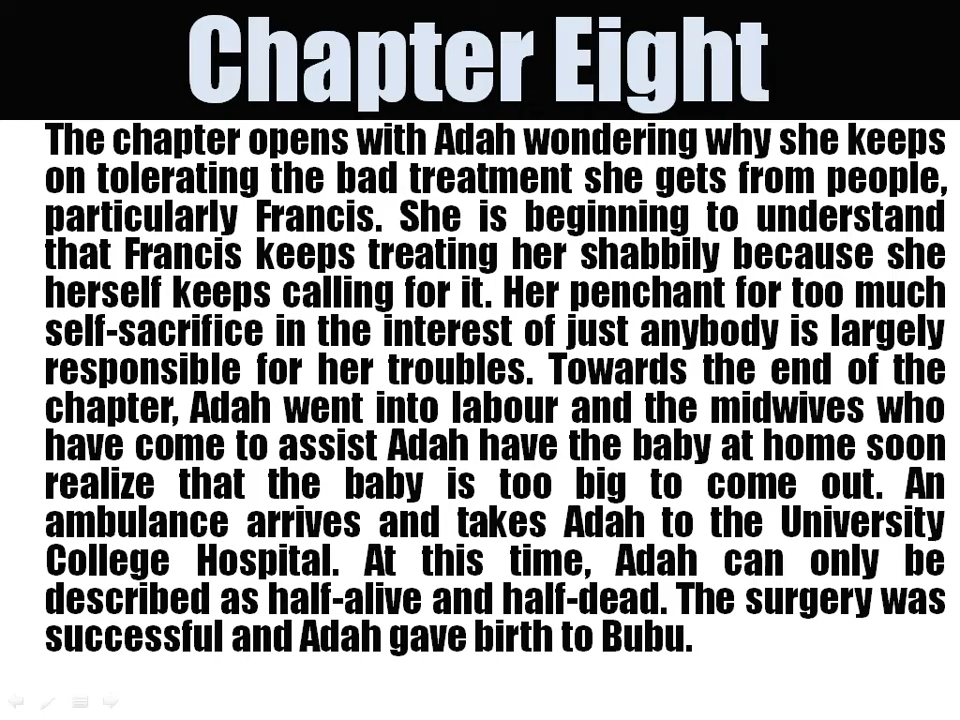 Chapter Eight
The chapter opens with Adah wondering why she keeps
on tolerating the bad treatment she gets from people,
particularly Francis. She is beginning to understand
that Francis keeps treating her shabbily because she
herself keeps calling for it. Her penchant for too much
self-sacrifice in the interest of just anybody is largely
responsible for her troubles. Towards the end of the
chapter, Adah went into labour and the midwives who
have come to assist Adah have the baby at home soon
realize that the baby is too big to come out. An
ambulance arrives and takes Adah to the University
College Hospital. At this time, Adah can only be
described as half-alive and half-dead. The surgery was
successful and Adah gave birth to Bubu.